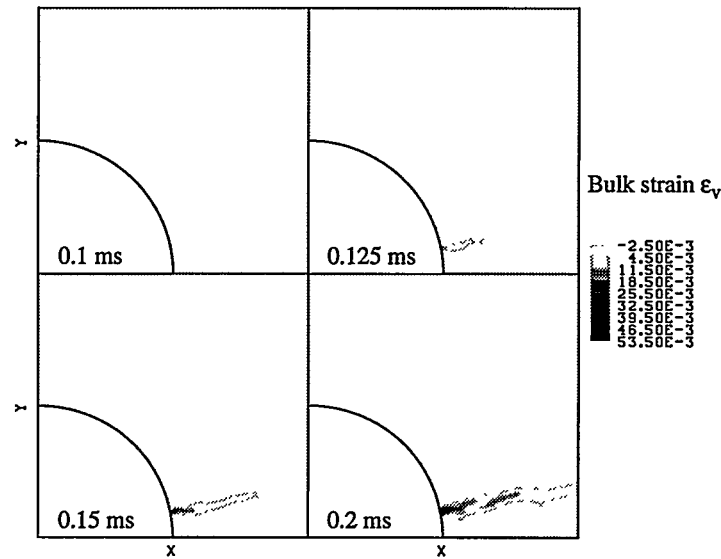 Y
0.1 ms
0.125 ms
Bulk strain εv
-2.50E-3
4.50E-3
11.50E-3
18.50E-3
25.50E-3
32.50E-3
39.50E-3
46.50E-3
53.50E-3
Y
0.15 ms
0.2 ms
X
X